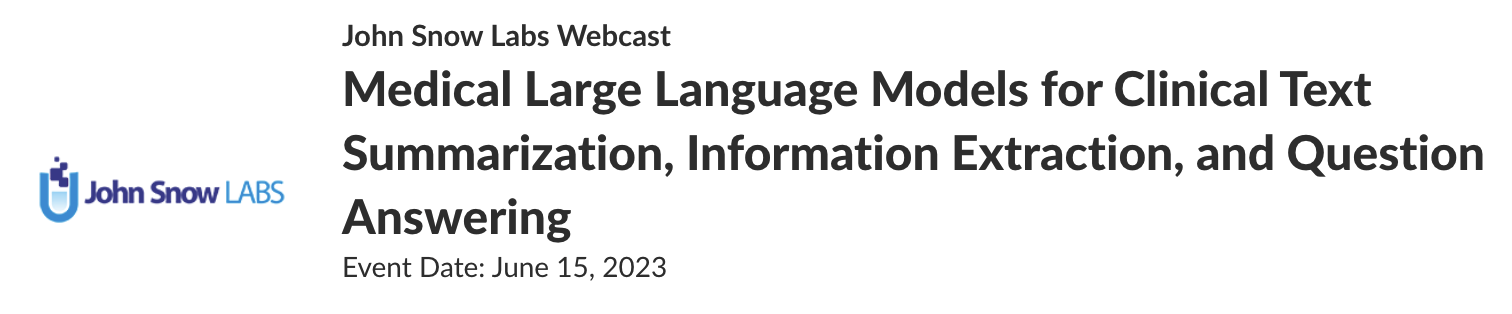 John Snow Labs Webcast
Medical Large Language Models for Clinical Text
Summarization, Information Extraction, and Question
Answering
Event Date: June 15, 2023
John Snow LABS